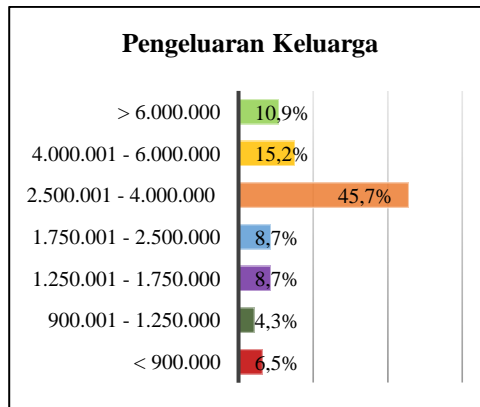 Pengeluaran Keluarga
> 6.000.000 10,9%
4.000.001 - 6.000.000 15,2%
2.500.001 - 4.000.000 45,7%
1.750.001 - 2.500.000 8,7%
1.250.001 - 1.750.000 8,7%
900.001 - 1.250.000 4,3%
< 900.000 6,5%